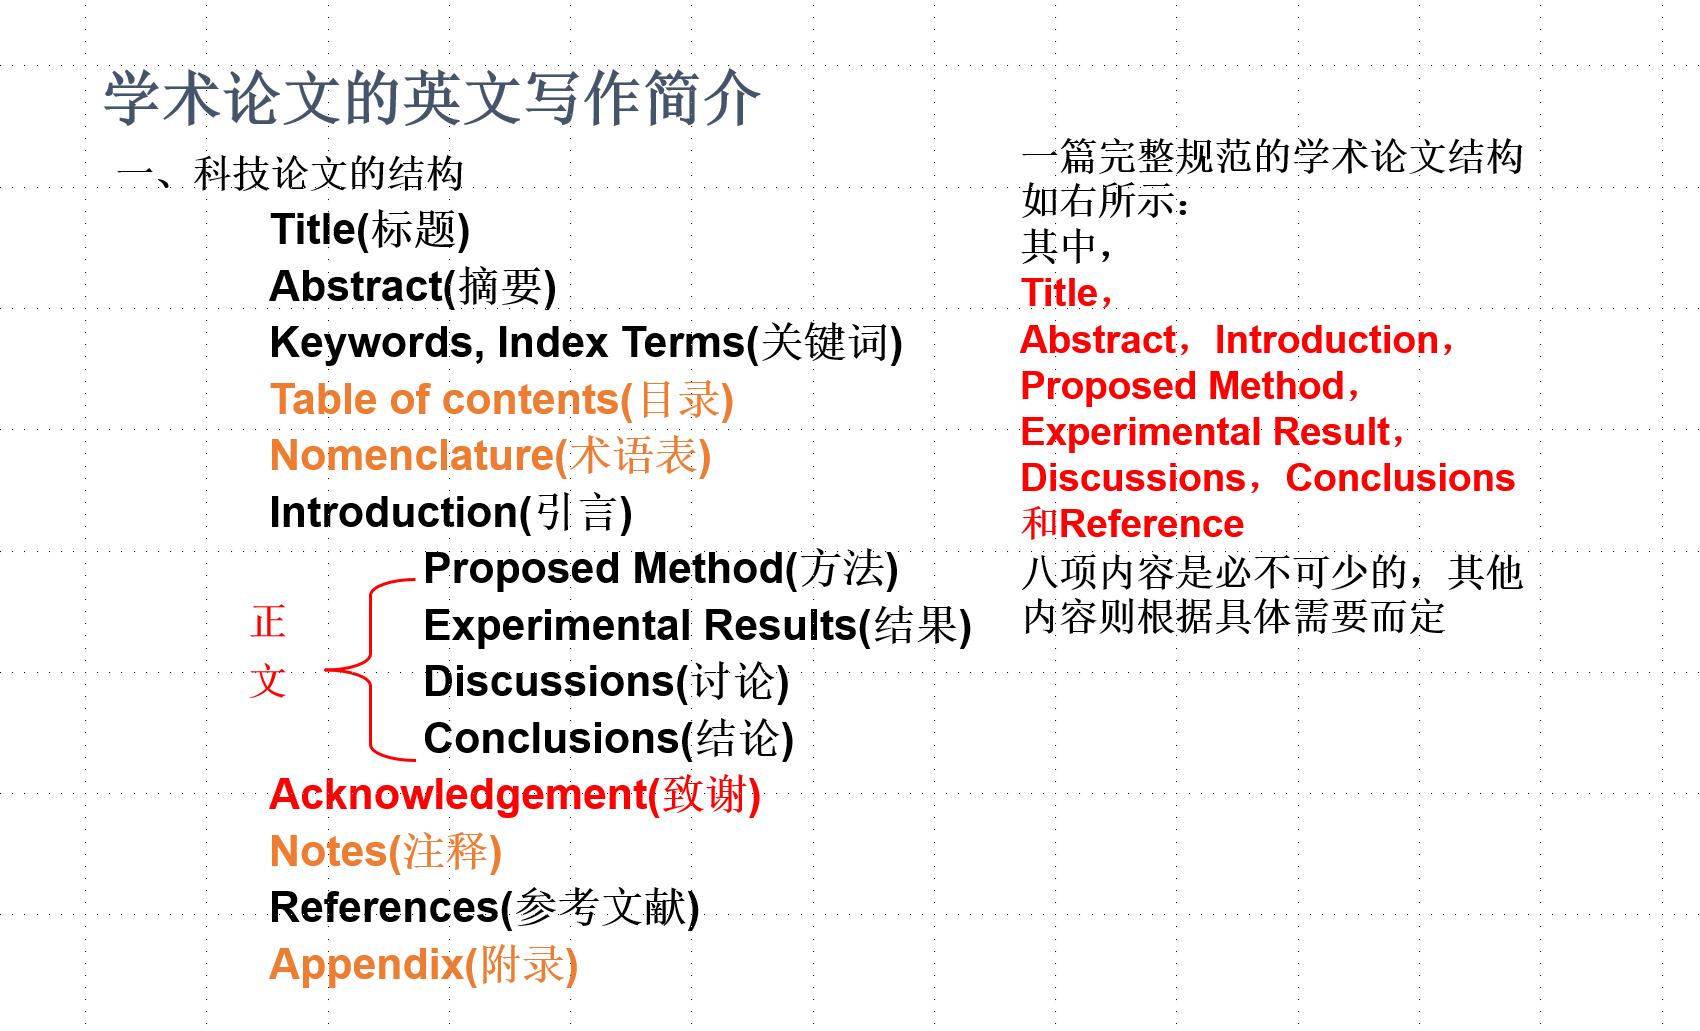 学术论文的英文写作简介
一、科技论文的结构
Title(标题)
Abstract(摘要)
Keywords, Index Terms(关键词)
Table of contents(目录)
Nomenclature(术语表)
Introduction(引言)
正
文
Proposed Method(方法)
Experimental Results(结果)
Discussions(讨论)
Conclusions(结论)
Acknowledgement(致谢)
Notes(注释)
References(参考文献)
Appendix(附录)
一篇完整规范的学术论文结构
如右所示：
其中，
Title，
Abstract，Introduction，
Proposed Method，
Experimental Result，
Discussions，Conclusions
和Reference
八项内容是必不可少的，其他
内容则根据具体需要而定